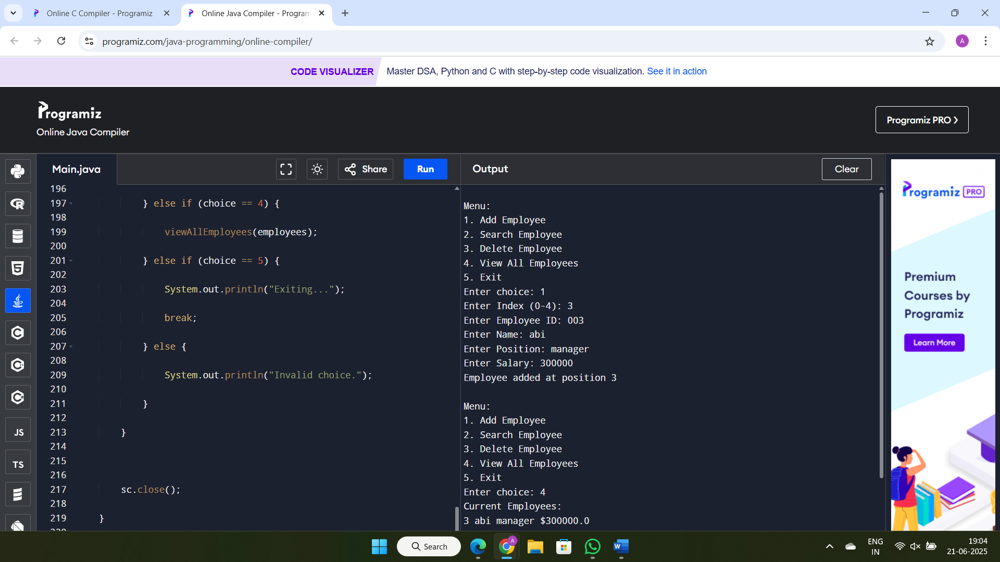 Online C Compiler - Programiz
Online Java Compiler - Program
programiz.com/java-programming/online-compiler/
A
CODE VISUALIZER
Master DSA, Python and C with step-by-step code visualization. See it in action
Programiz
Online Java Compiler
Programiz PRO
Main.java
Share
Run
Output
Clear
196
197 } else if (choice == 4) {
198
199 viewAllEmployees(employees);
200
201 } else if (choice == 5) {
202
203 System.out.println("Exiting...");
204
205 break;
206
207 } else {
208
209 System.out.println("Invalid choice.");
210
211 }
212
213 }
214
215
216
217 sc.close();
218
219 }
R
5
C
C
C
JS
TS
Menu:
1. Add Employee
2. Search Employee
3. Delete Employee
4. View All Employees
5. Exit
Enter choice: 1
Enter Index (0-4): 3
Enter Employee ID: 003
Enter Name: abi
Enter Position: manager
Enter Salary: 300000
Employee added at position 3
Menu:
1. Add Employee
2. Search Employee
3. Delete Employee
4. View All Employees
5. Exit
Enter choice: 4
Current Employees:
3 abi manager $300000.0
Programiz PRO
Premium
Courses by
Programiz
Learn More
Search
A
W
ENG
IN
19:04
21-06-2025